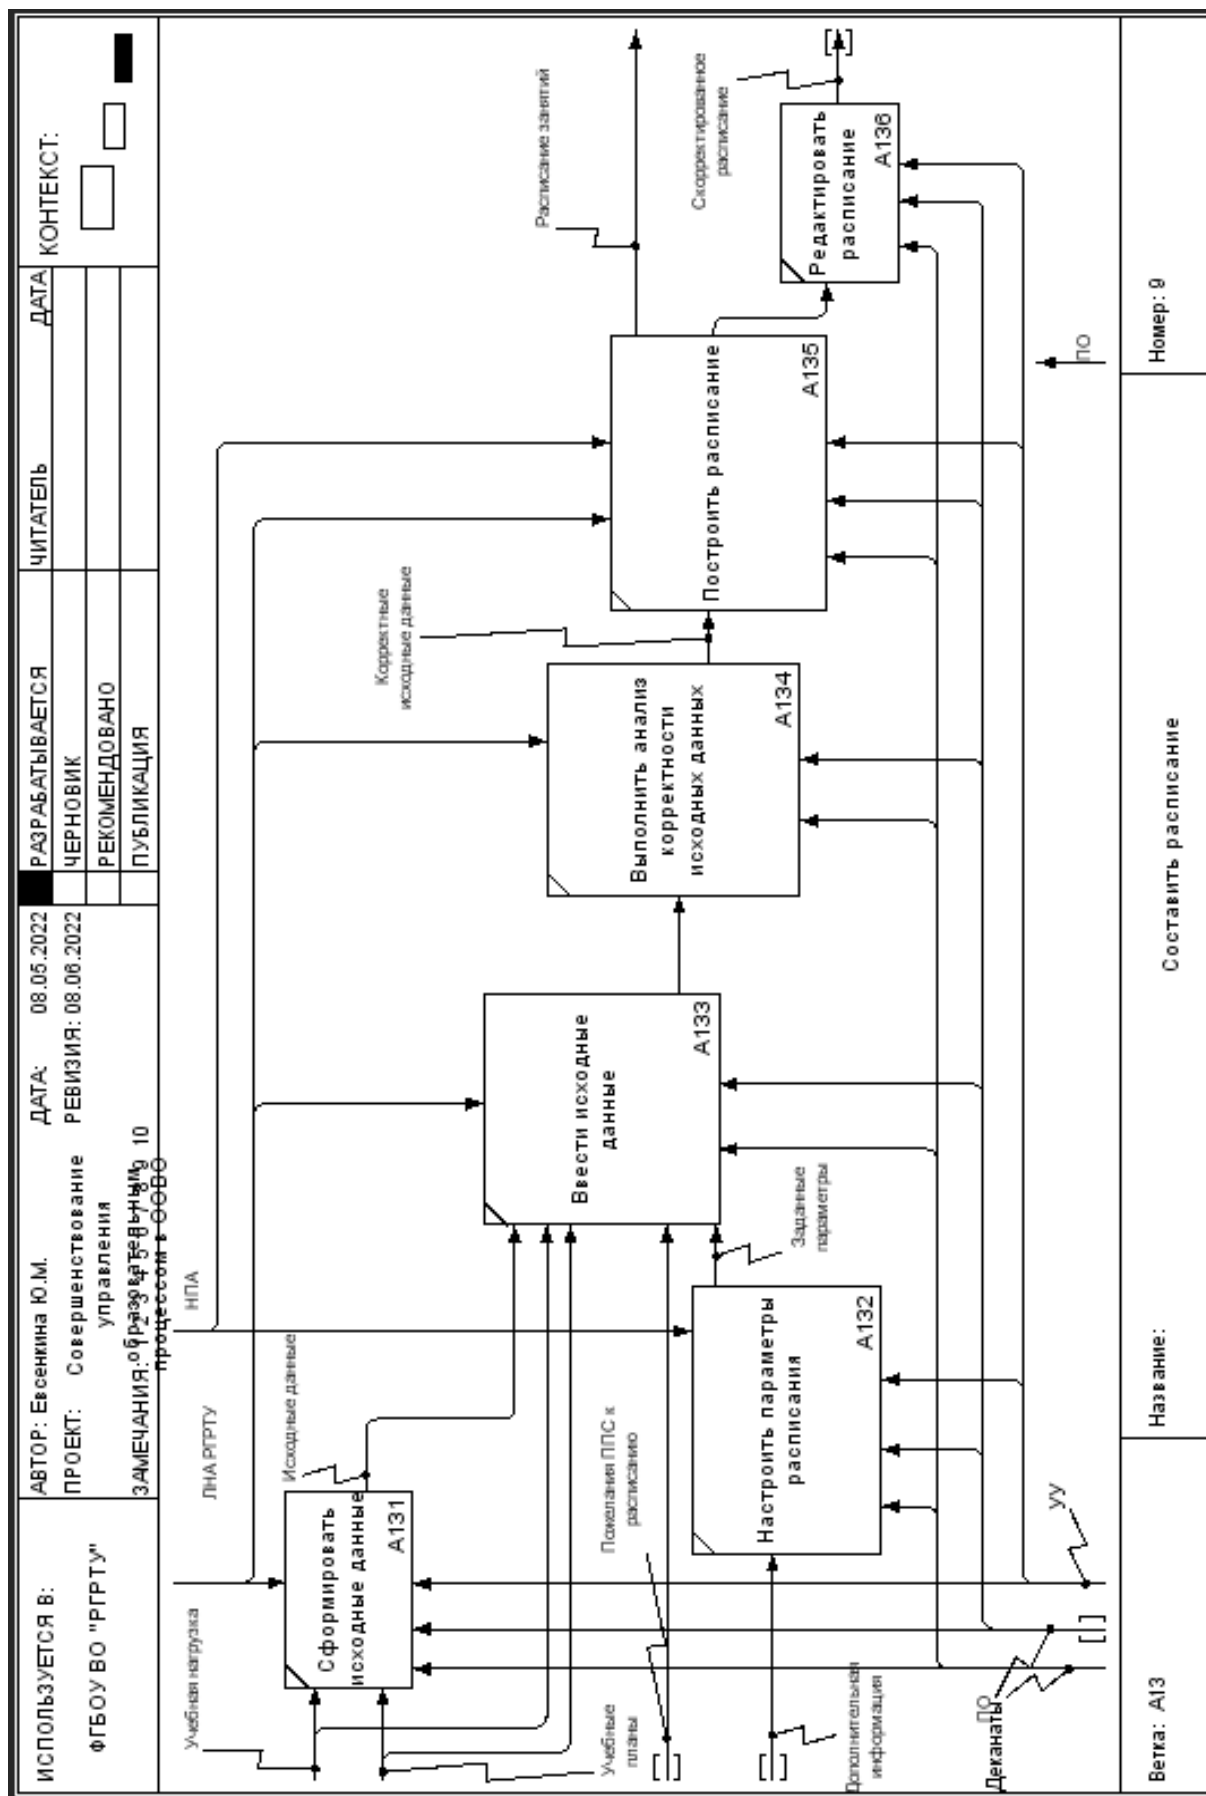 ИСПОЛЬЗУЕТСЯ В:
ФГБОУ ВО "РГРТУ"
АВТОР: Евсенкина Ю.М.
ДАТА: 08.05.2022
ПРОЕКТ: Совершенствование
управления
образовательным
процессом в ООВО
РЕВИЗИЯ: 08.06.2022
ЗАМЕЧАНИЯ: 1 2 3 4 5 6 7 8 9 10
РАЗРАБАТЫВАЕТСЯ
ЧЕРНОВИК
РЕКОМЕНДОВАНО
ПУБЛИКАЦИЯ
ЧИТАТЕЛЬ
ДАТА
КОНТЕКСТ:
ЛНА РГРТУ
НПА
Учебная нагрузка
Исходные данные
Сформировать
исходные данные
А131
Учебные
планы
Пожелания ППС к
расписанию
Дополнительная
информация
Настроить параметры
расписания
А132
Заданные
параметры
Ввести исходные
данные
А133
Выполнить анализ
корректности
исходных данных
А134
Корректные
исходные данные
Построить расписание
А135
Расписание занятий
Скорректированное
расписание
Редактировать
расписание
А136
ПО
Деканаты
УУ
ПО
Ветка: А13
Название:
Составить расписание
Номер: 9